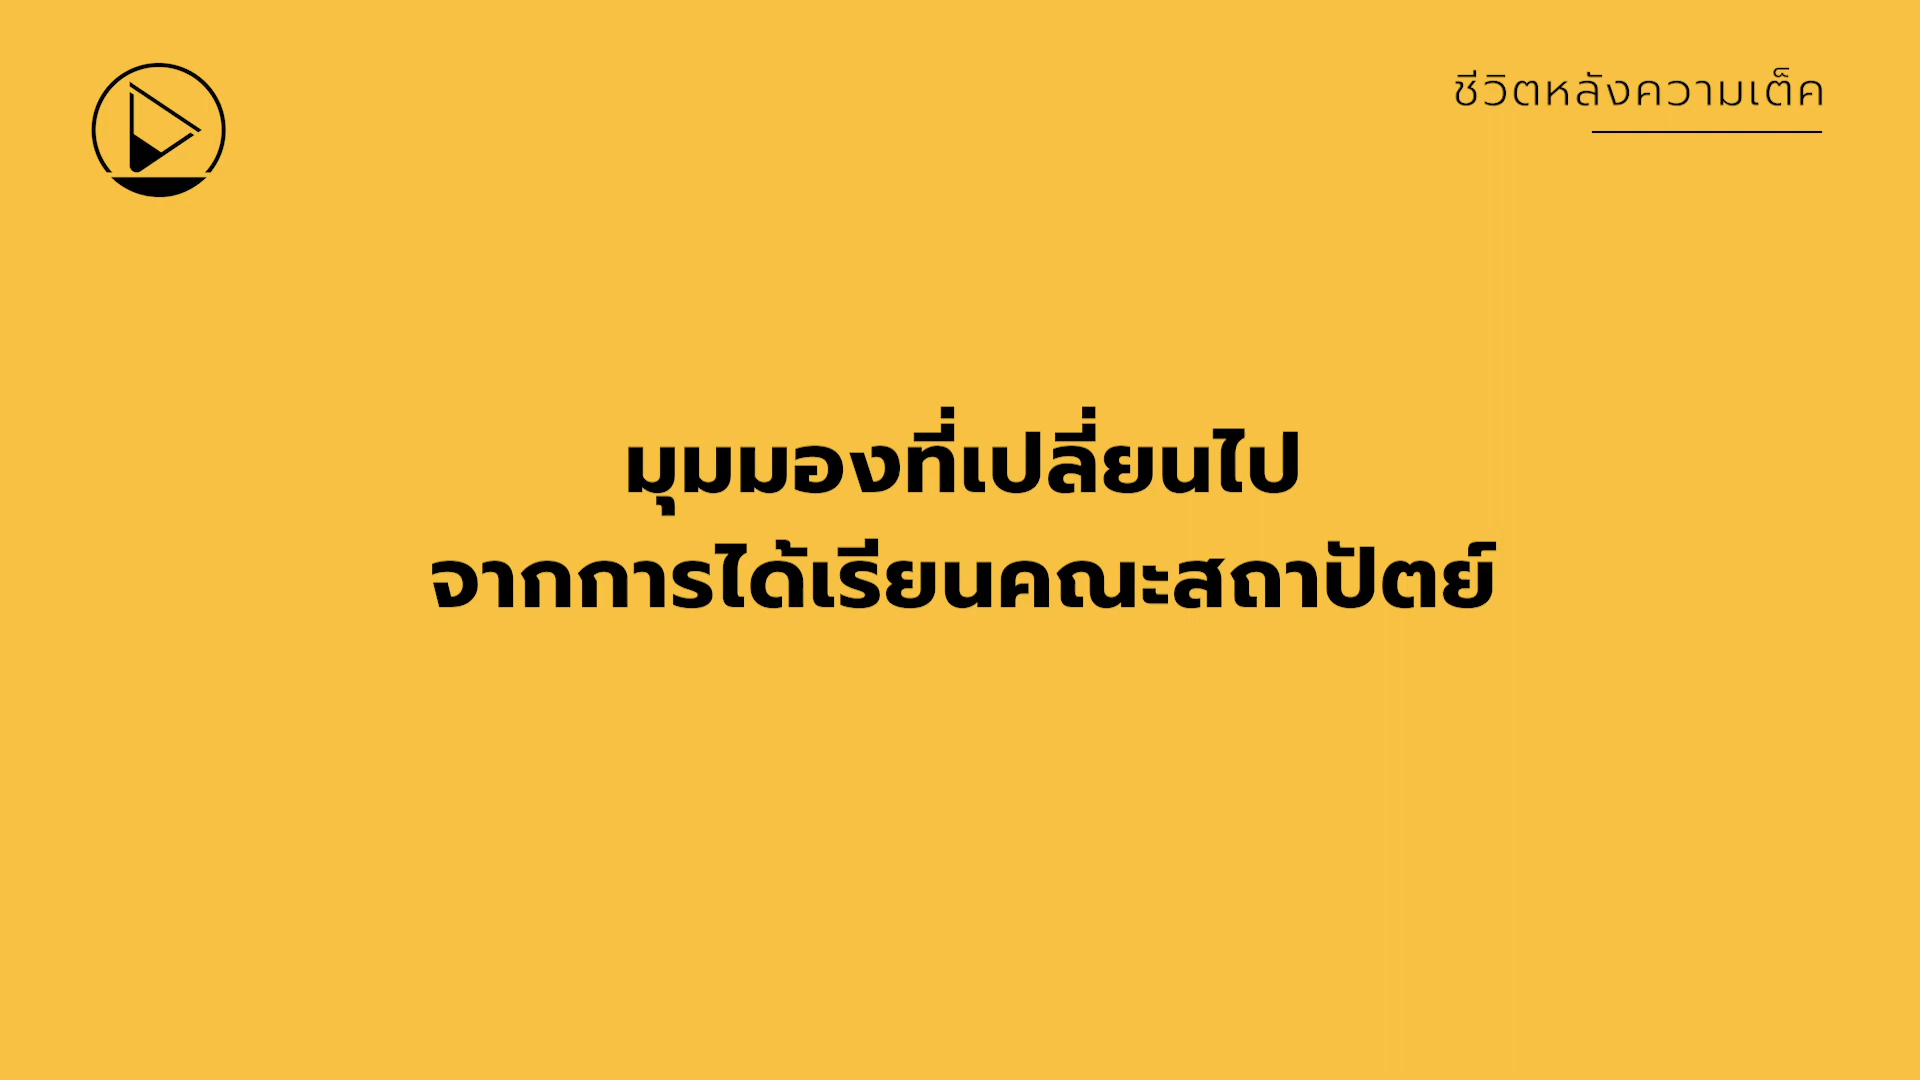 ชีวิตหลังความเต็ค
มุมมองที่เปลี่ยนไป
จากการได้เรียนคณะสถาปัตย์